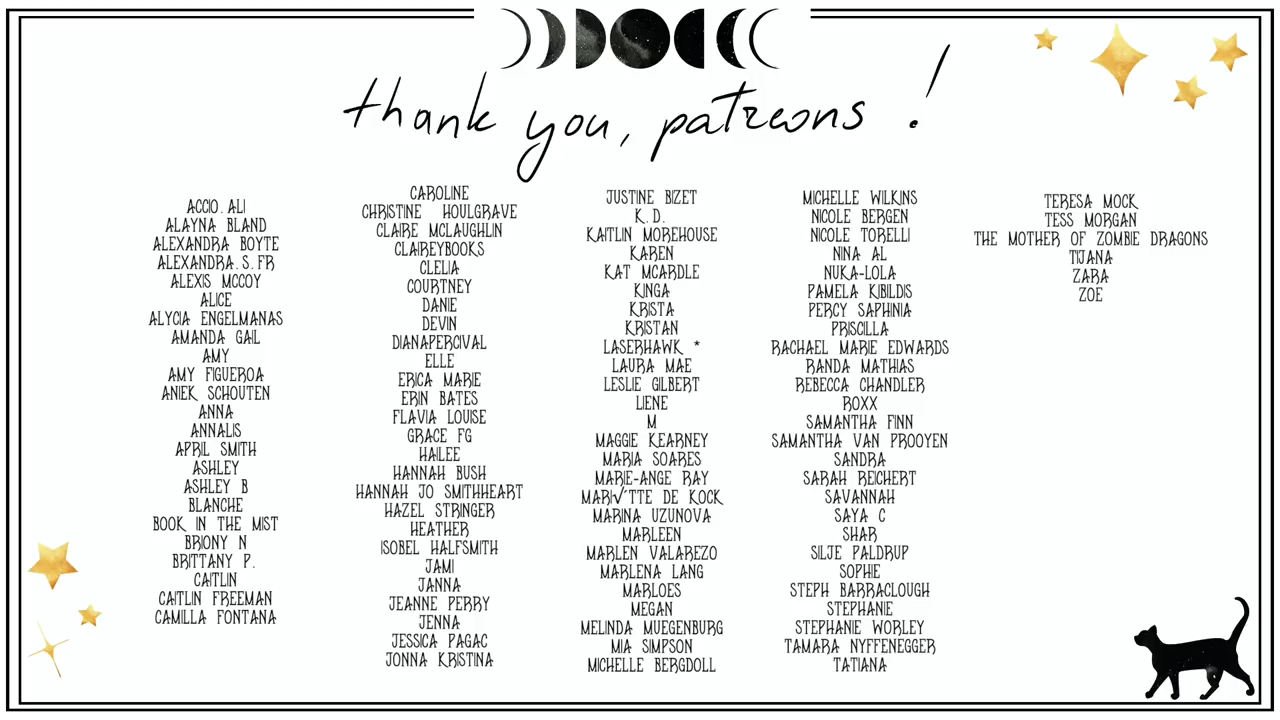 thank you, patreons !
ACCIO.ALI
ALAYNA BLAND
ALEXANDRA BOYTE
ALEXANDRA.S.FR
ALEXIS MCCOY
ALICE
ALYCIA ENGELMANAS
AMANDA GAIL
AMY
AMY FIGUEROA
ANIEK SCHOUTEN
ANNA
ANNALIS
APRIL SMITH
ASHLEY
ASHLEY B
BLANCHE
BOOK IN THE MIST
BRIONY N
BRITTANY P.
CAITLIN
CAITLIN FREEMAN
CAMILLA FONTANA
CAROLINE
CHRISTINE HOULGRAVE
CLAIRE MCLAUGHLIN
CLAIREYBOOKS
CLELIA
COURTNEY
DANIE
DEVIN
DIANAPERCIVAL
ELLE
ERICA MARIE
ERIN BATES
FLAVIA LOUISE
GRACE FG
HAILEE
HANNAH BUSH
HANNAH JO SMITHHEART
HAZEL STRINGER
HEATHER
ISOBEL HALFSMITH
JAMI
JANNA
JEANNE PERRY
JENNA
JESSICA PAGAC
JONNA KRISTINA
JUSTINE BIZET
K.D.
KAITLIN MOREHOUSE
KAREN
KAT MCARDLE
KINGA
KRISTA
KRISTAN
LASERHAWK *
LAURA MAE
LESLIE GILBERT
LIENE
M
MAGGIE KEARNEY
MARIA SOARES
MARIE-ANGE RAY
MARI√´TTE DE KOCK
MARINA UZUNOVA
MARLEEN
MARLEN VALAREZO
MARLENA LANG
MARLOES
MEGAN
MELINDA MUEGENBURG
MIA SIMPSON
MICHELLE BERGDOLL
MICHELLE WILKINS
NICOLE BERGEN
NICOLE TORELLI
NINA AL
NUKA-LOLA
PAMELA KIBILDIS
PERCY SAPHINIA
PRISCILLA
RACHAEL MARIE EDWARDS
RANDA MATHIAS
REBECCA CHANDLER
ROXX
SAMANTHA FINN
SAMANTHA VAN PROOYEN
SANDRA
SARAH REICHERT
SAVANNAH
SAYA C
SHAR
SILJE PALDRUP
SOPHIE
STEPH BARRACLOUGH
STEPHANIE
STEPHANIE WORLEY
TAMARA NYFFENEGGER
TATIANA
TERESA MOCK
TESS MORGAN
THE MOTHER OF ZOMBIE DRAGONS
TIJANA
ZARA
ZOE